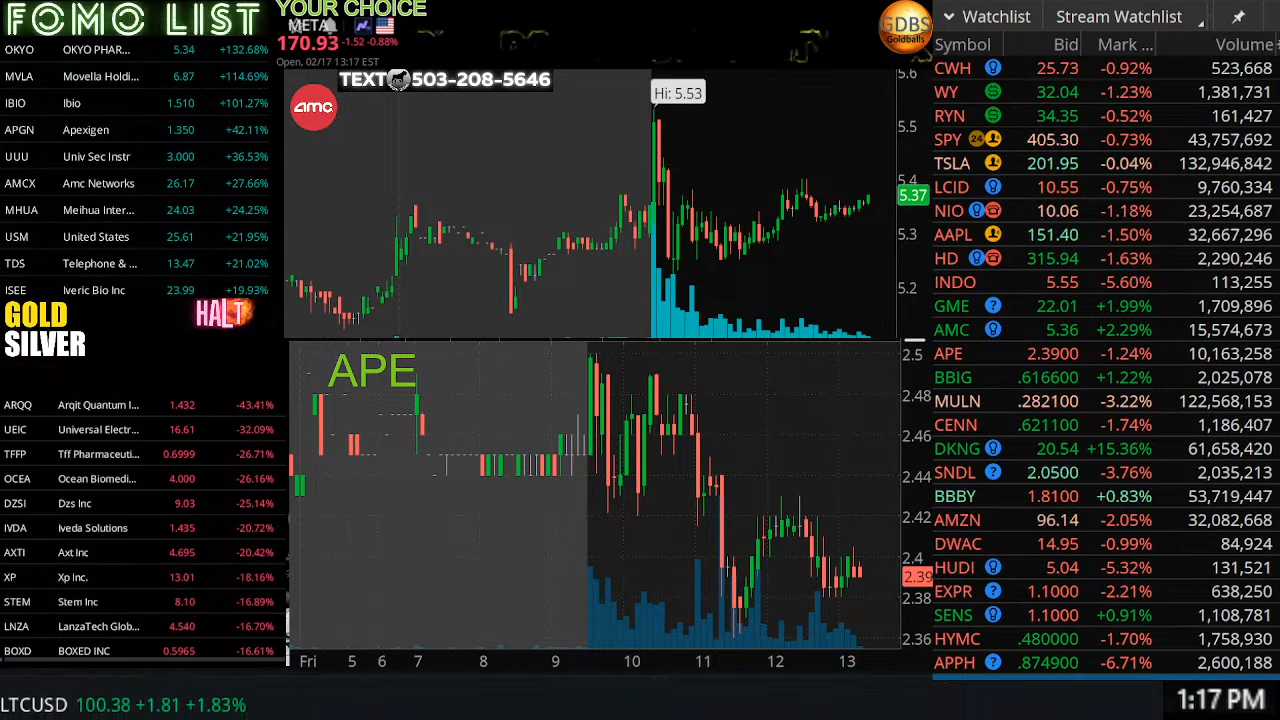 FOMO LIST
OKYO OKYO PHAR... 5.34 +132.68%
MVLA Movella Holdi... 6.87 +114.69%
IBIO Ibio 1.510 +101.27%
APGN Apexigen 1.350 +42.11%
UUU Univ Sec Instr 3.000 +36.53%
AMCX Amc Networks 26.17 +27.66%
MHUA Meihua Inter... 24.03 +24.25%
USM United States 25.61 +21.95%
TDS Telephone & ... 13.47 +21.02%
ISEE Iveric Bio Inc 23.99 +19.93%
GOLD
SILVER
HALT
ARQQ Arqit Quantum I... 1.432 -43.41%
UEIC Universal Electr... 16.61 -32.09%
TFFP Tff Pharmaceuti... 0.6999 -26.71%
OCEA Ocean Biomedi... 4.000 -26.16%
DZSI Dzs Inc 9.03 -25.14%
IVDA Iveda Solutions 1.435 -20.72%
AXTI Axt Inc 4.695 -20.42%
XP Xp Inc. 13.01 -18.16%
STEM Stem Inc 8.10 -16.89%
LNZA LanzaTech Glob... 4.540 -16.70%
BOXD BOXED INC 0.5965 -16.61%
YOUR CHOICE
META
170.93 -1.52 -0.88%
Open, 02/17 13:17 EST
TEXT 503-208-5646
amc
Hi: 5.53
5.6
5.5
5.4
5.37
5.3
5.2
APE
2.5
2.48
2.46
2.44
2.42
2.4
2.39
2.38
2.36
Fri 5 6 7 8 9 10 11 12 13
GDBS
Goldballs
Watchlist Stream Watchlist
Symbol Bid Mark ... Volume
CWH 25.73 -0.92% 523,668
WY 32.04 -1.23% 1,381,731
RYN 34.35 -0.52% 161,427
SPY 24 405.30 -0.73% 43,757,692
TSLA 201.95 -0.04% 132,946,842
LCID 10.55 -0.75% 9,760,334
NIO 10.06 -1.18% 23,254,687
AAPL 151.40 -1.50% 32,667,296
HD 315.94 -1.63% 2,290,246
INDO 5.55 -5.60% 113,255
GME 22.01 +1.99% 1,709,896
AMC 5.36 +2.29% 15,574,673
APE 2.3900 -1.24% 10,163,258
BBIG .616600 +1.22% 2,025,078
MULN .282100 -3.22% 122,568,153
CENN .621100 -1.74% 1,186,407
DKNG 20.54 +15.36% 61,658,420
SNDL 2.0500 -3.76% 2,035,213
BBBY 1.8100 +0.83% 53,719,447
AMZN 96.14 -2.05% 32,082,668
DWAC 14.95 -0.99% 84,924
HUDI 5.04 -5.32% 131,521
EXPR 1.1000 -2.21% 638,250
SENS 1.1000 +0.91% 1,108,781
HYMC .480000 -1.70% 1,758,930
APPH .874900 -6.71% 2,600,188
LTCUSD 100.38 +1.81 +1.83%
1:17 PM